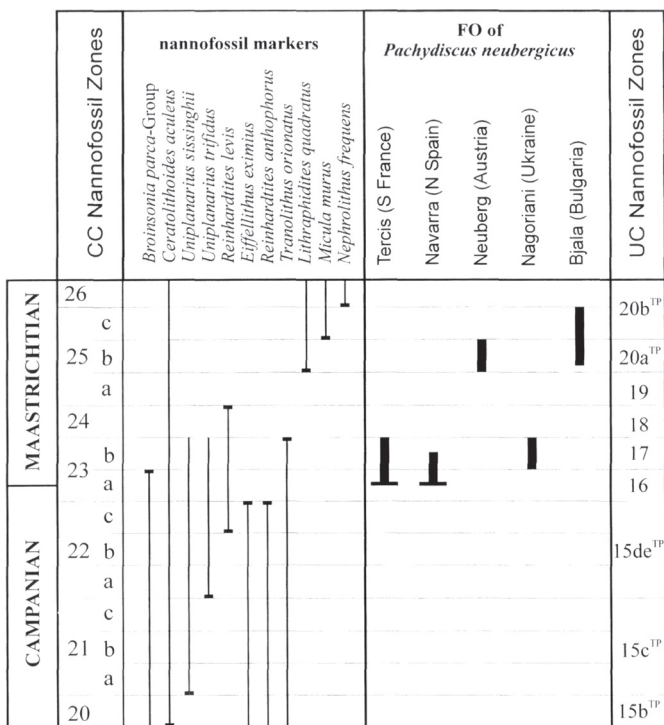 CC Nannofossil Zones
nannofossil markers
Broinsonia parca-Group
Ceratolithoides aculeus
Uniplanarius sissinghii
Uniplanarius trifidus
Reinhardtites levis
Eiffellithus eximius
Reinhardtites anthophorus
Tranolithus orionatus
Lithraphidites quadratus
Micula murus
Nephrolithus frequens
FO of
Pachydiscus neubergicus
Tercis (S France)
Navarra (N Spain)
Neuberg (Austria)
Nagoriani (Ukraine)
Bjala (Bulgaria)
UC Nannofossil Zones
MAASTRICHTIAN
CAMPANIAN
26
c
25 b
a
24
b
23
a
c
22 b
a
c
21 b
a
20
20b^TP
20a^TP
19
18
17
16
15de^TP
15c^TP
15b^TP